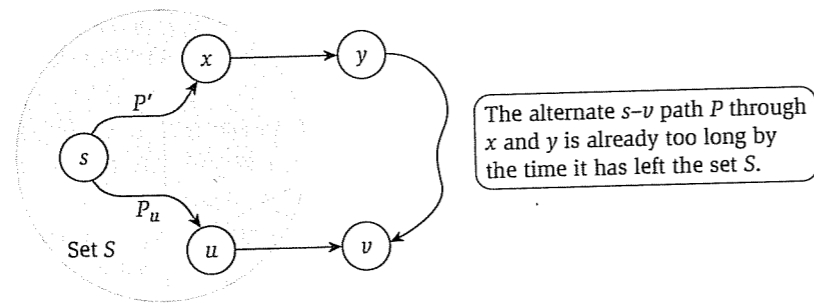 x
y
P'
s
The alternate s–v path P through
x and y is already too long by
the time it has left the set S.
P_u
Set S
u
v